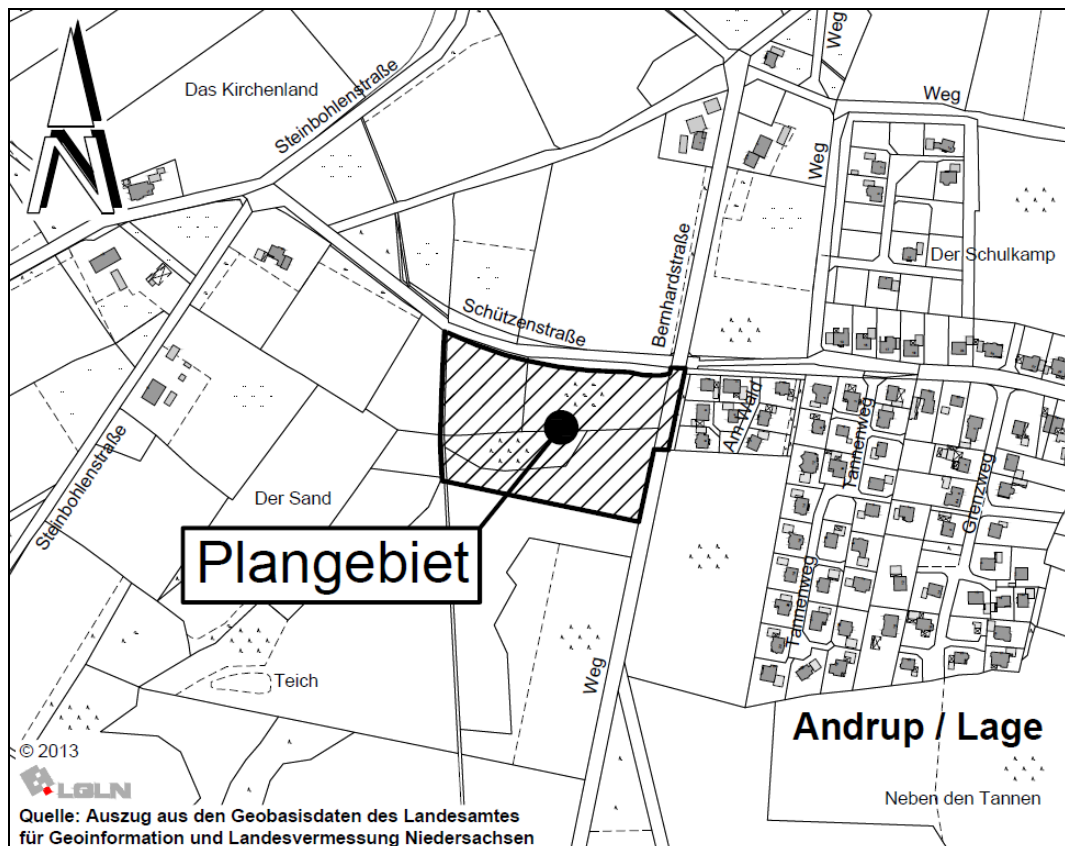 N
Das Kirchenland
Steinbohlenstraße
Weg
Weg
Weg
Der Schulkamp
Bernhardstraße
Schützenstraße
Am Wald
Tannenweg
Grenzweg
Steinbohlenstraße
Der Sand
Plangebiet
Tannenweg
Teich
Weg
Andrup / Lage
Neben den Tannen
© 2013
LGLN
Quelle: Auszug aus den Geobasisdaten des Landesamtes
für Geoinformation und Landesvermessung Niedersachsen